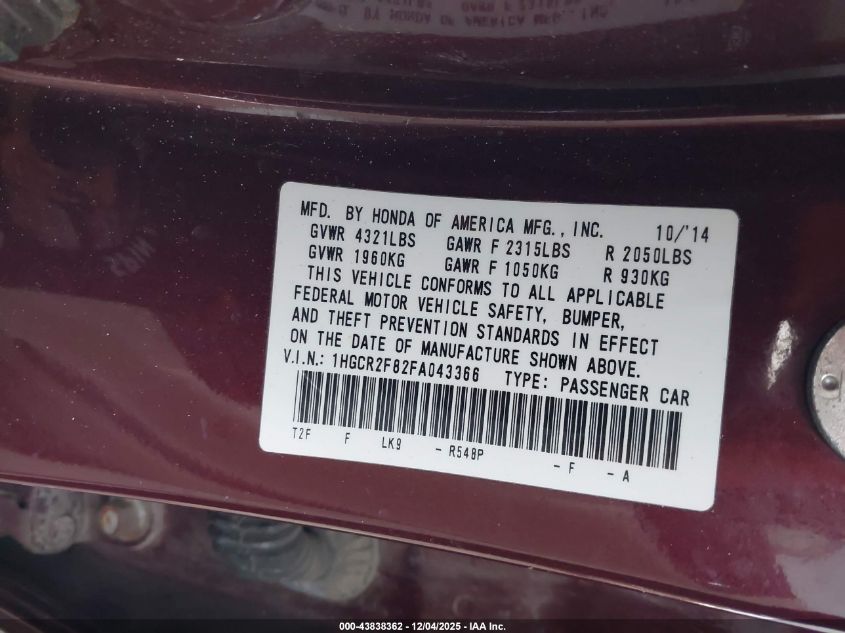 MFD. BY HONDA OF AMERICA MFG., INC. 10/'14
GVWR 4321LBS GAWR F 2315LBS R 2050LBS
GVWR 1960KG GAWR F 1050KG R 930KG
THIS VEHICLE CONFORMS TO ALL APPLICABLE
FEDERAL MOTOR VEHICLE SAFETY, BUMPER,
AND THEFT PREVENTION STANDARDS IN EFFECT
ON THE DATE OF MANUFACTURE SHOWN ABOVE.
V.I.N.: 1HGCR2F82FA043366 TYPE: PASSENGER CAR
T2F F LK9 - R548P - F - A
000-43838362 - 12/04/2025 - IAA Inc.